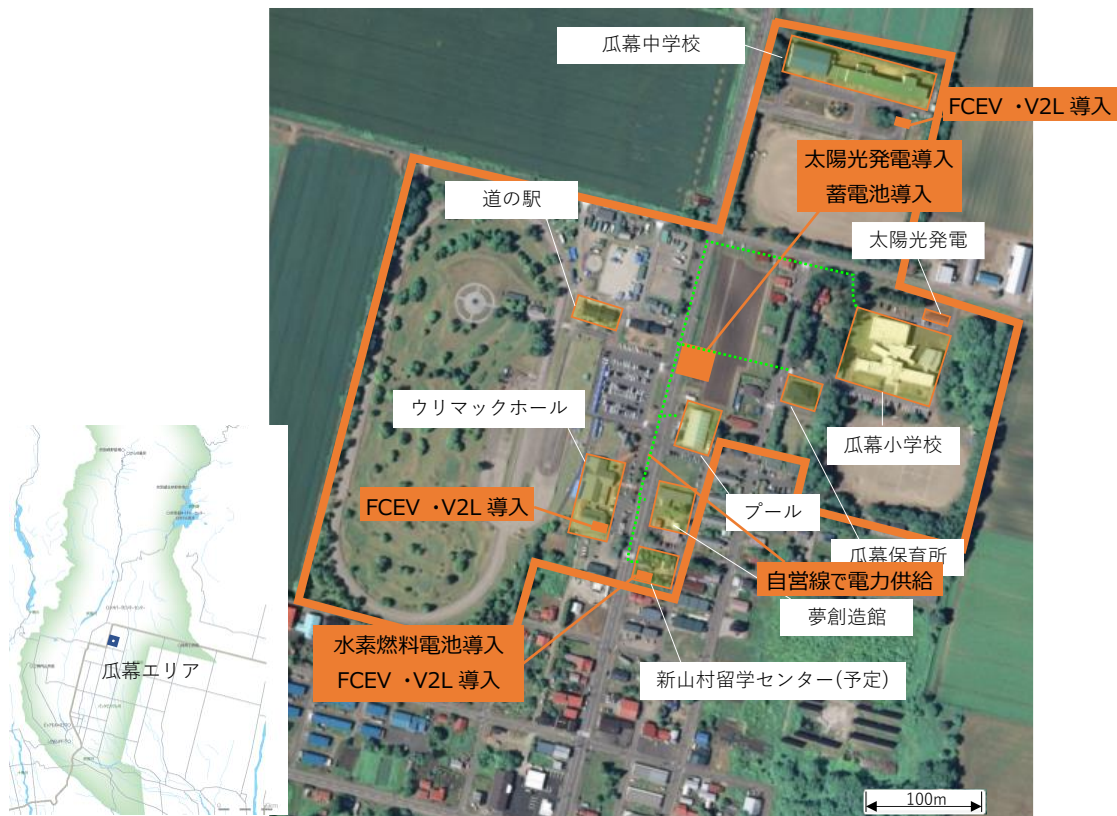 瓜幕中学校
FCEV ・V2L 導入
太陽光発電導入
蓄電池導入
道の駅
太陽光発電
ウリマックホール
瓜幕小学校
FCEV ・V2L 導入
プール
瓜幕保育所
自営線で電力供給
夢創造館
水素燃料電池導入
FCEV ・V2L 導入
新山村留学センター(予定)
瓜幕エリア
100m